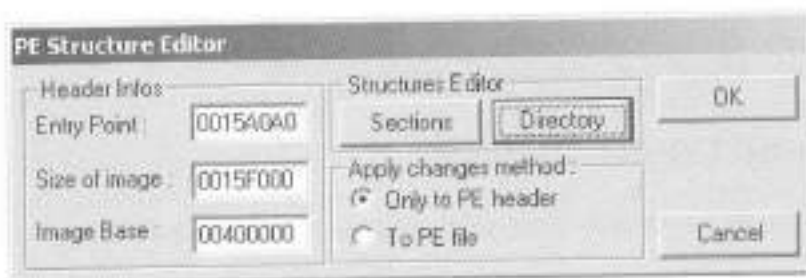 PE Structure Editor
Header Infos
Entry Point : 0015A0A0
Size of image : 0015F000
Image Base : 00400000
Structures Editor :
Sections Directory
Apply changes method :
Only to PE header
To PE file
OK
Cancel